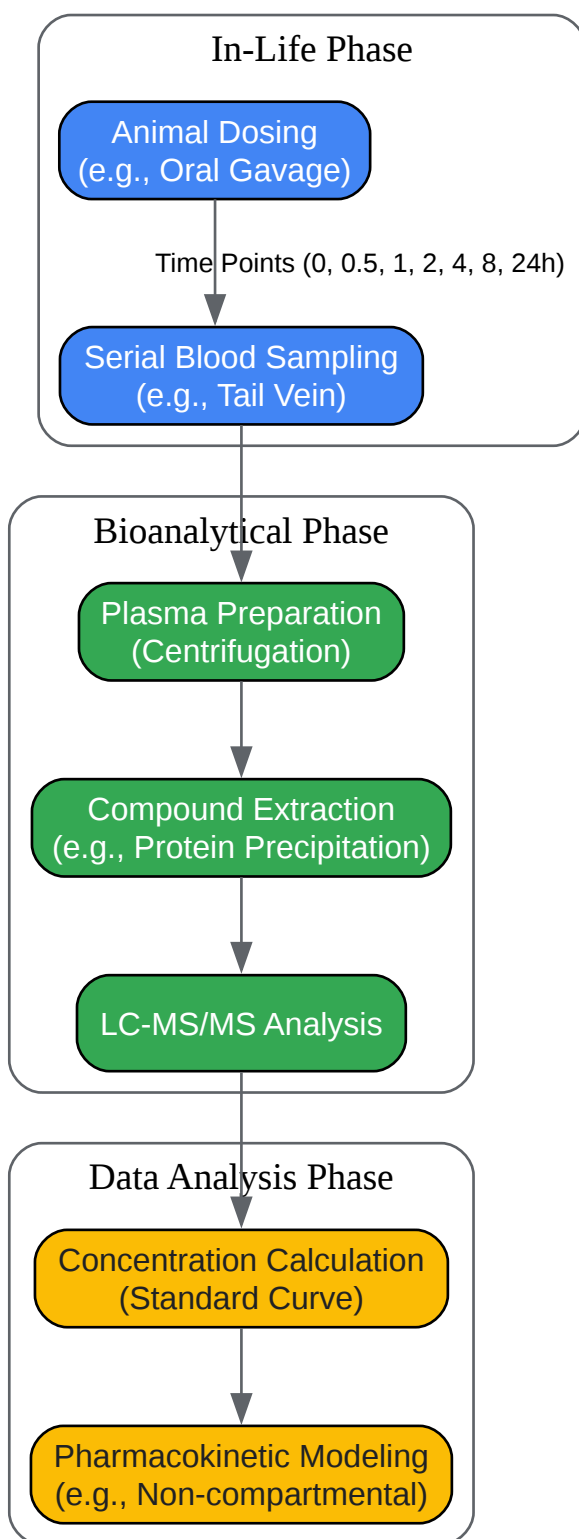 In-Life Phase
Animal Dosing
(e.g., Oral Gavage)
Time Points (0, 0.5, 1, 2, 4, 8, 24h)
Serial Blood Sampling
(e.g., Tail Vein)
Bioanalytical Phase
Plasma Preparation
(Centrifugation)
Compound Extraction
(e.g., Protein Precipitation)
LC-MS/MS Analysis
Data Analysis Phase
Concentration Calculation
(Standard Curve)
Pharmacokinetic Modeling
(e.g., Non-compartmental)